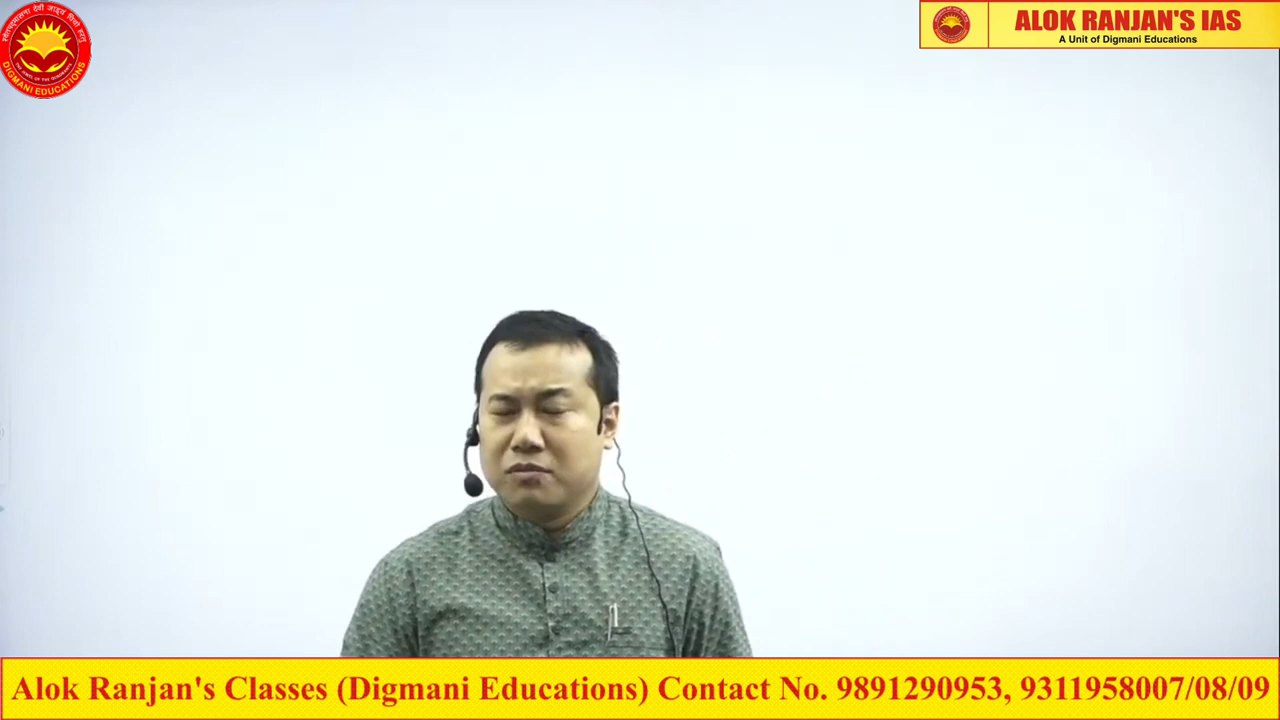 DIGMANI EDUCATIONS
ALOK RANJAN'S IAS
A Unit of Digmani Educations
Alok Ranjan's Classes (Digmani Educations) Contact No. 9891290953, 9311958007/08/09